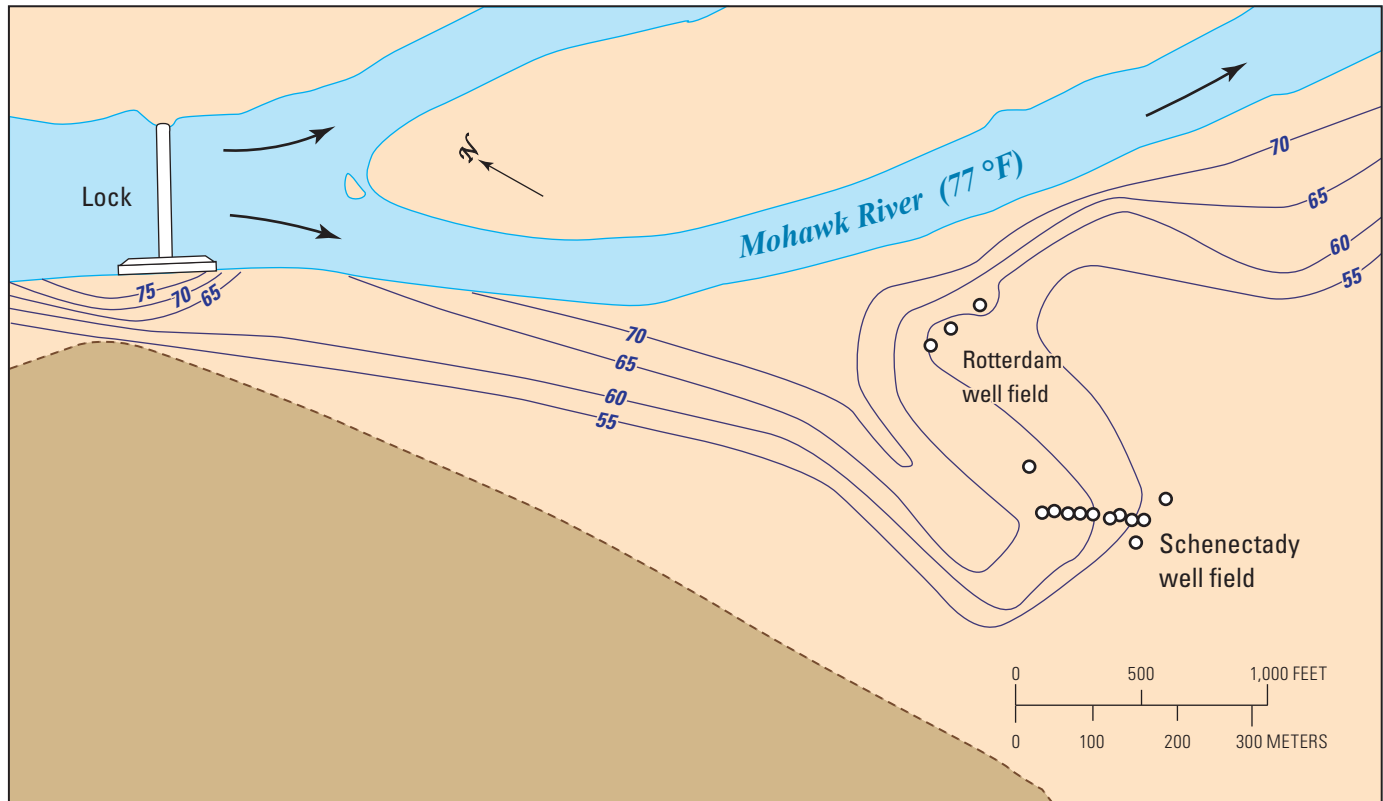 N
Lock
Mohawk River (77 °F)
70
65
60
55
75
70
65
70
65
60
55
Rotterdam
well field
Schenectady
well field
0 500 1,000 FEET
0 100 200 300 METERS